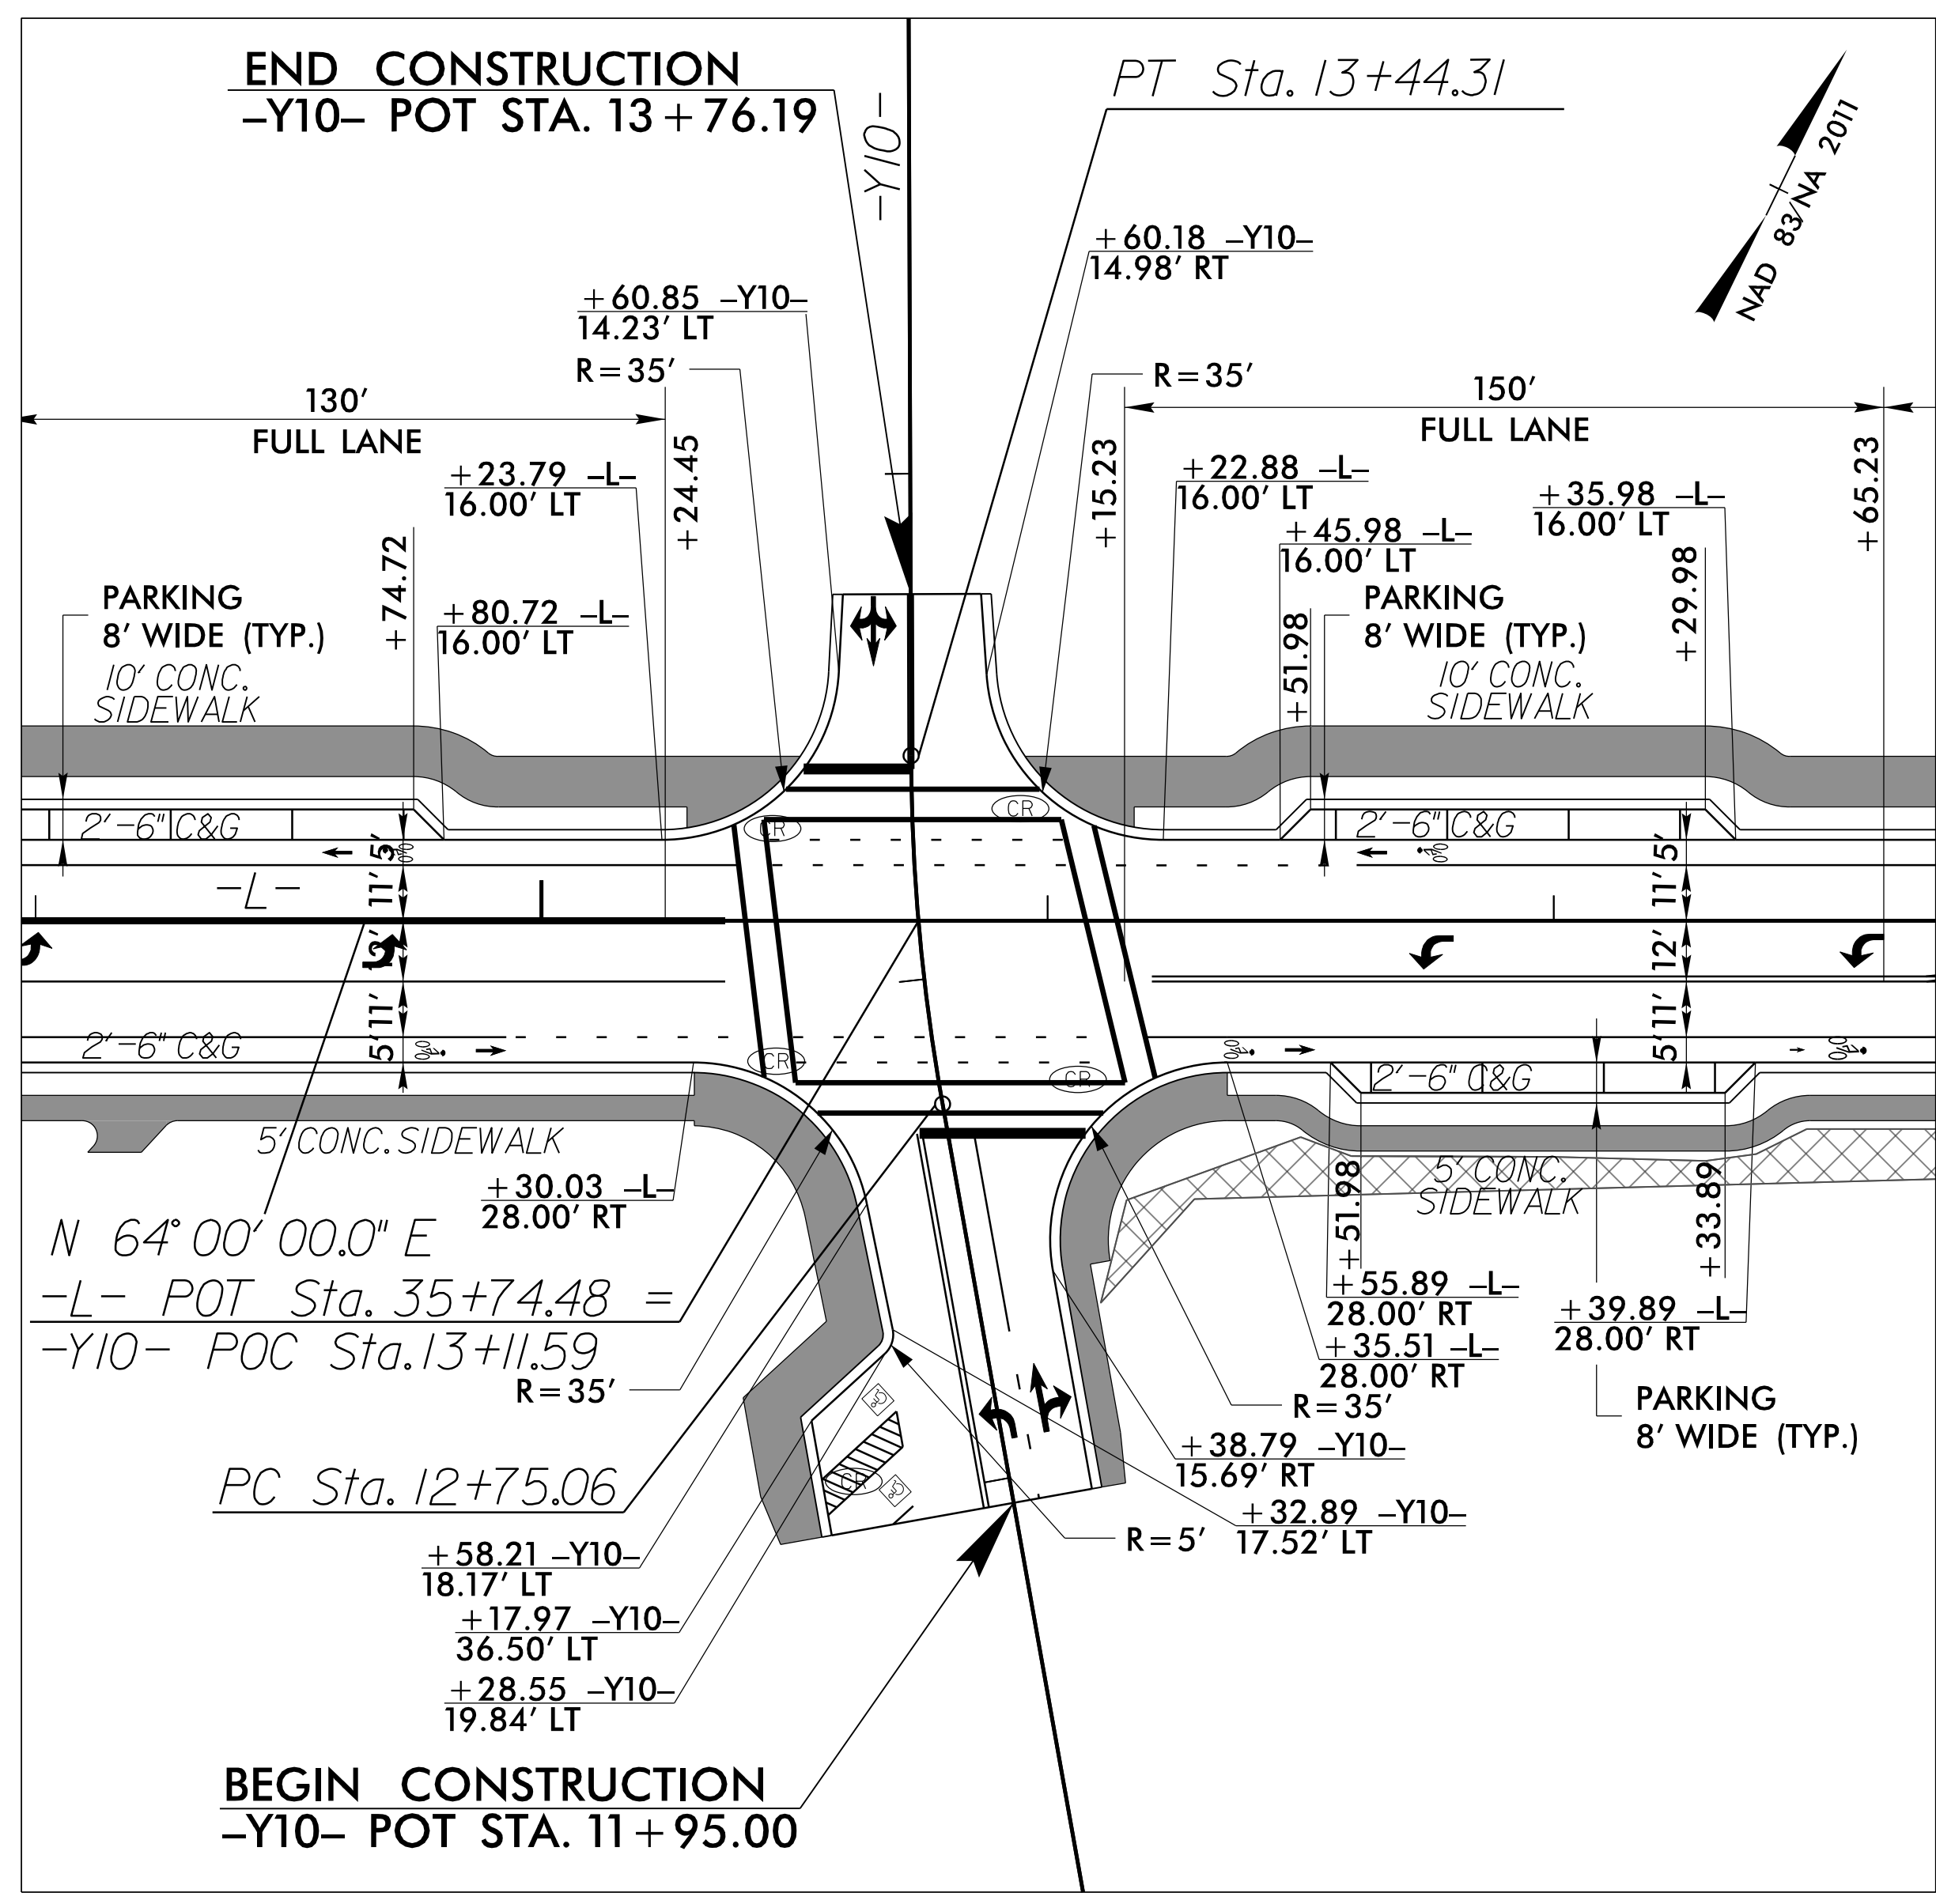 END CONSTRUCTION
–Y10– POT STA. 13+76.19
-Y10-
PT Sta. 13+44.31
NAD 83/NA 2011
+60.18 –Y10–
14.98' RT
+60.85 –Y10–
14.23' LT
R=35'
R=35'
130'
FULL LANE
150'
FULL LANE
+23.79 –L–
16.00' LT
+24.45
+15.23
+22.88 –L–
16.00' LT
+35.98 –L–
16.00' LT
+65.23
+45.98 –L–
16.00' LT
+74.72
+29.98
PARKING
8' WIDE (TYP.)
+80.72 –L–
16.00' LT
+51.98
PARKING
8' WIDE (TYP.)
10' CONC.
SIDEWALK
10' CONC.
SIDEWALK
CR
CR
2'-6" C&G
2'-6" C&G
5'
11'
12'
11'
5'
5'
11'
12'
11'
5'
-L-
2'-6" C&G
CR
CR
2'-6" C&G
5' CONC. SIDEWALK
5' CONC.
SIDEWALK
+30.03 –L–
28.00' RT
+51.98
+33.89
N 64° 00' 00.0" E
-L- POT Sta. 35+74.48 =
-Y10- POC Sta. 13+11.59
+55.89 –L–
28.00' RT
+39.89 –L–
28.00' RT
+35.51 –L–
28.00' RT
R=35'
R=35'
PARKING
8' WIDE (TYP.)
+38.79 –Y10–
15.69' RT
PC Sta. 12+75.06
CR
+32.89 –Y10–
17.52' LT
R=5'
+58.21 –Y10–
18.17' LT
+17.97 –Y10–
36.50' LT
+28.55 –Y10–
19.84' LT
BEGIN CONSTRUCTION
–Y10– POT STA. 11+95.00